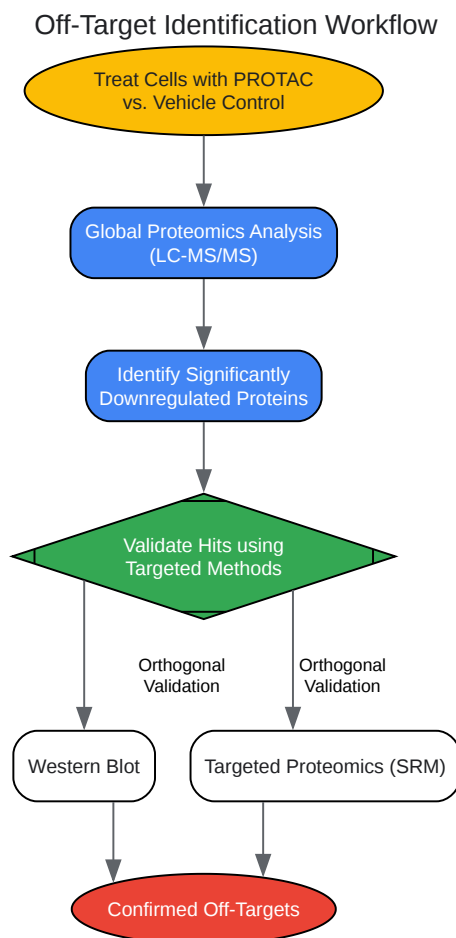 Off-Target Identification Workflow
Treat Cells with PROTAC
vs. Vehicle Control
Global Proteomics Analysis
(LC-MS/MS)
Identify Significantly
Downregulated Proteins
Validate Hits using
Targeted Methods
Orthogonal
Validation
Orthogonal
Validation
Western Blot
Targeted Proteomics (SRM)
Confirmed Off-Targets